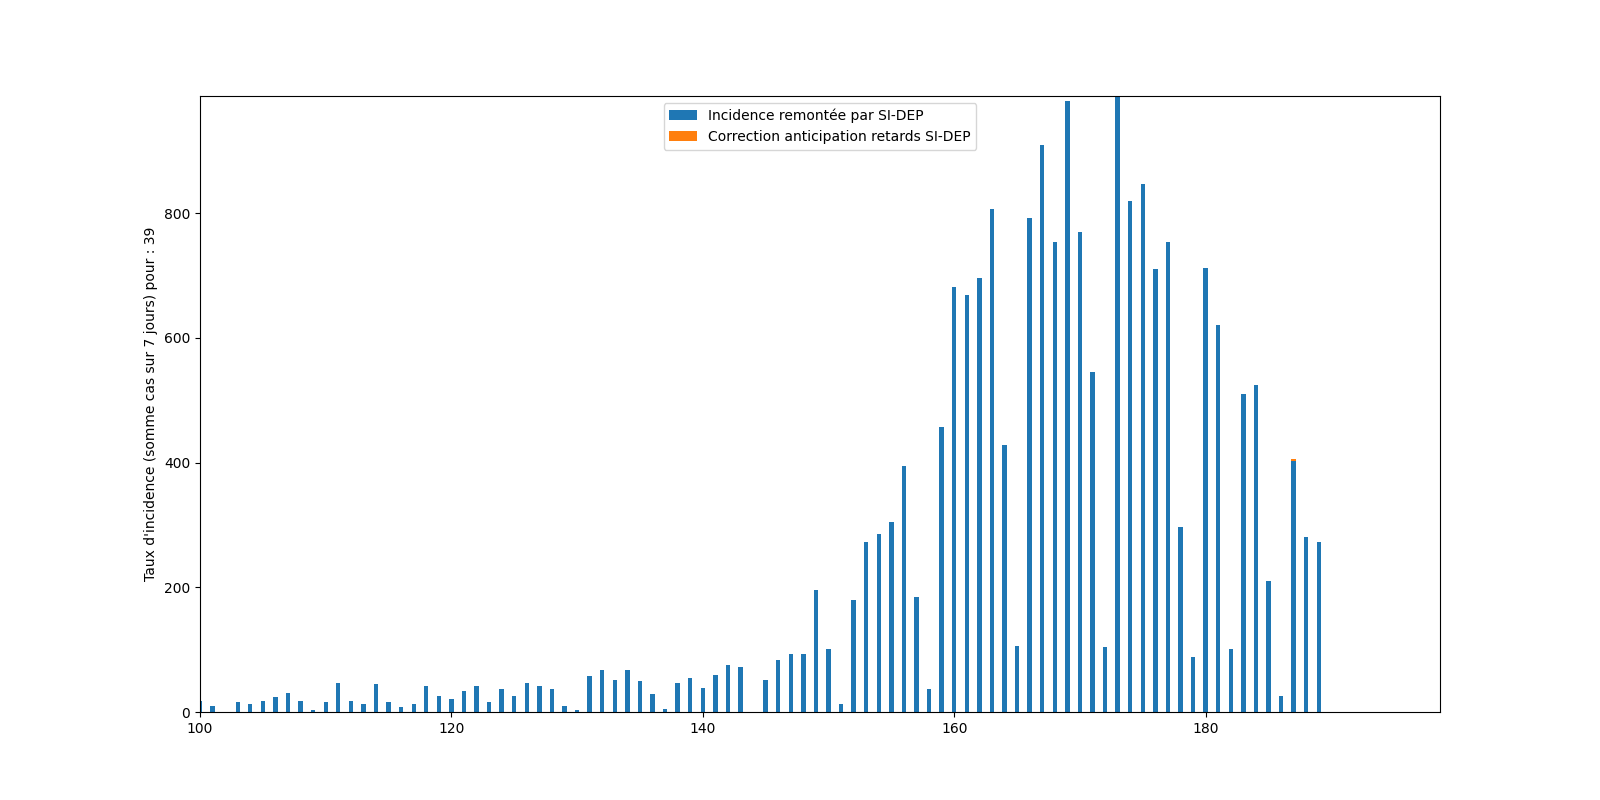 Incidence remontée par SI-DEP
Correction anticipation retards SI-DEP
Taux d'incidence (somme cas sur 7 jours) pour : 39
800
600
400
200
0
100 120 140 160 180